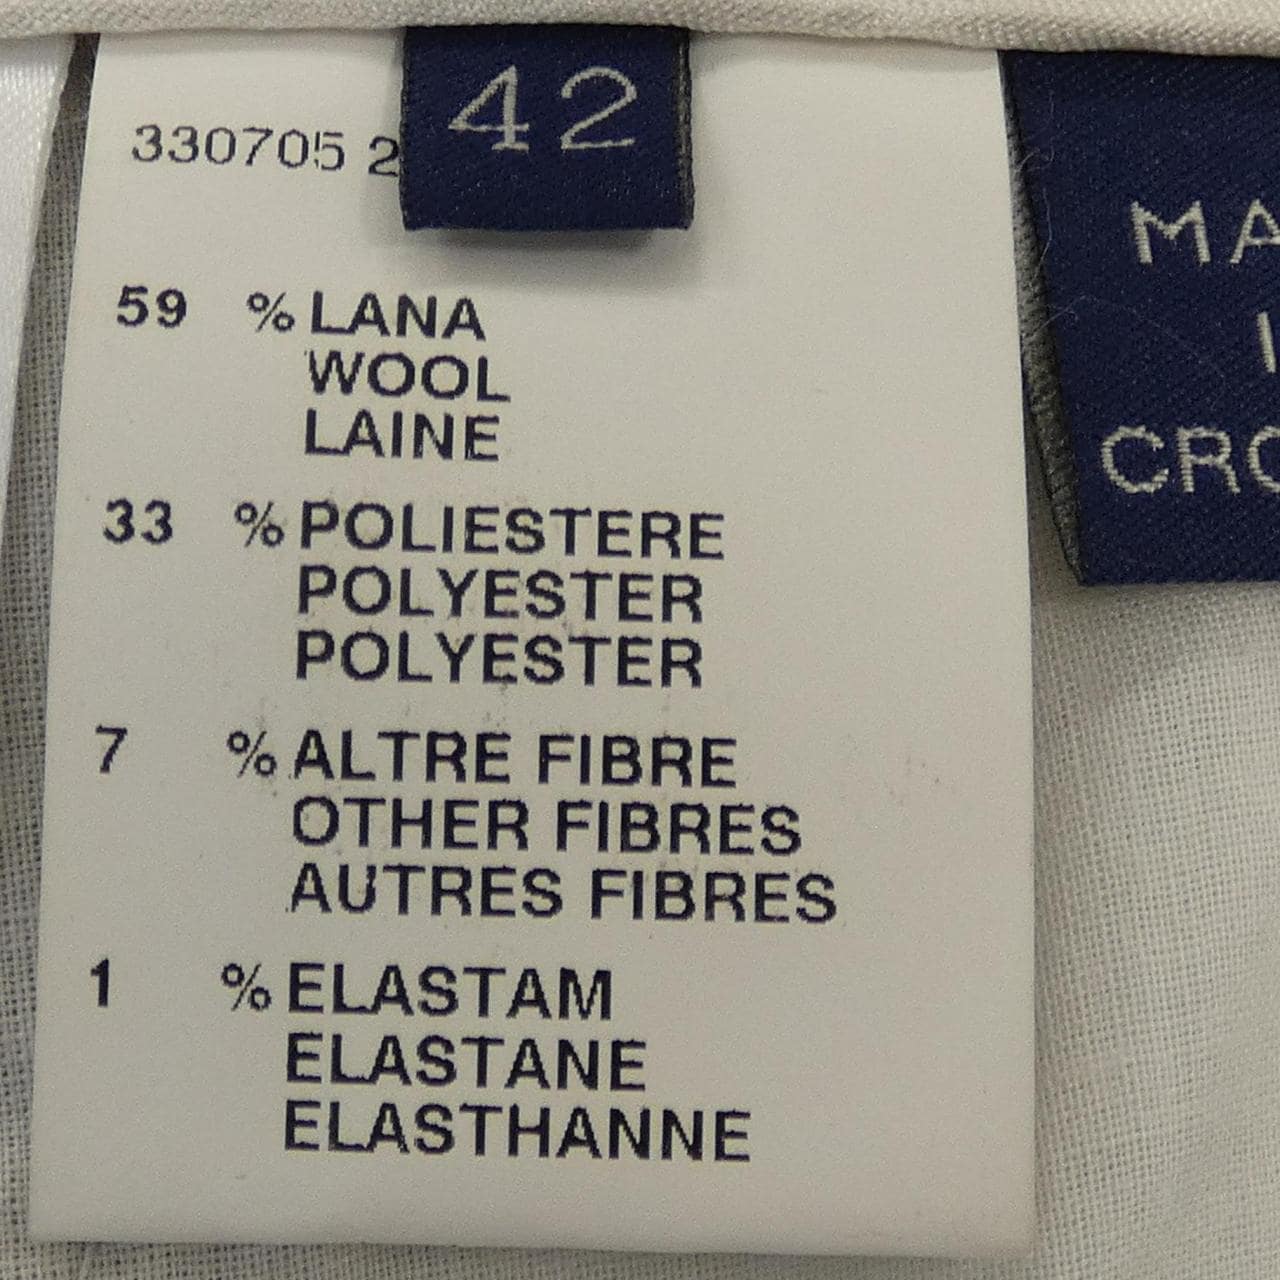 42
330705 2
59 % LANA
WOOL
LAINE
33 % POLIESTERE
POLYESTER
POLYESTER
7 % ALTRE FIBRE
OTHER FIBRES
AUTRES FIBRES
1 % ELASTAM
ELASTANE
ELASTHANNE
MA
I
CRO